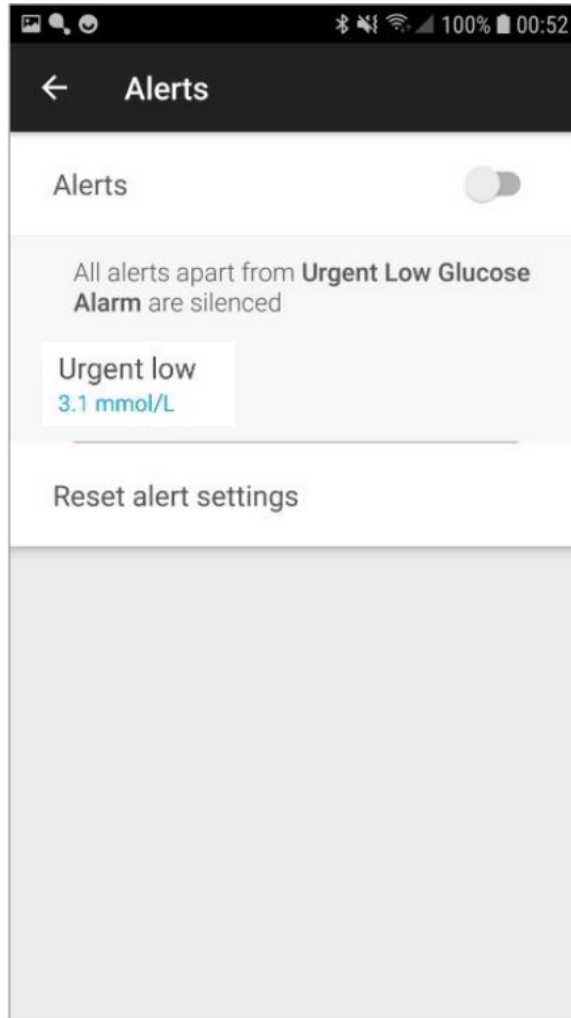 100% 00:52
Alerts
Alerts
All alerts apart from Urgent Low Glucose
Alarm are silenced
Urgent low
3.1 mmol/L
Reset alert settings